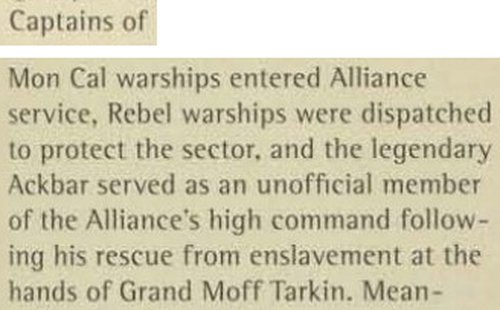 Captains of
Mon Cal warships entered Alliance
service, Rebel warships were dispatched
to protect the sector, and the legendary
Ackbar served as an unofficial member
of the Alliance's high command follow-
ing his rescue from enslavement at the
hands of Grand Moff Tarkin. Mean-